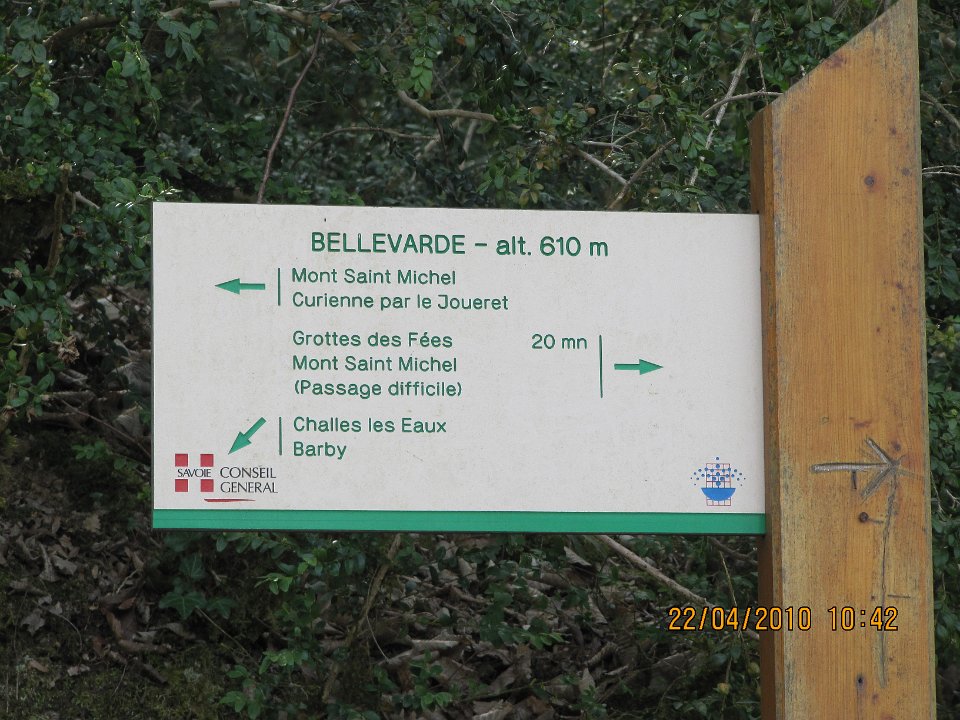 BELLEVARDE - alt. 610 m
Mont Saint Michel
Curienne par le Joueret
Grottes des Fées 20 mn
Mont Saint Michel
(Passage difficile)
Challes les Eaux
Barby
SAVOIE CONSEIL
GENERAL
22/04/2010 10:42